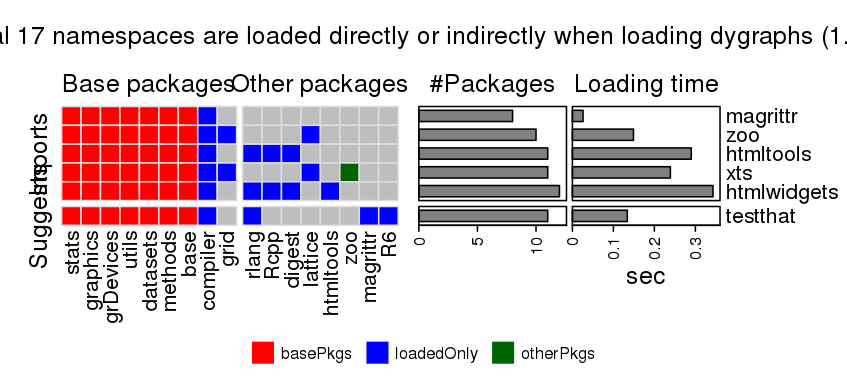 al 17 namespaces are loaded directly or indirectly when loading dygraphs (1.
Base packages Other packages #Packages Loading time
magrittr
zoo
htmltools
xts
htmlwidgets
testthat
Imports
Suggests
stats
graphics
grDevices
utils
datasets
methods
base
compiler
grid
rlang
Rcpp
digest
lattice
htmltools
zoo
magrittr
R6
0 5 10
0 0.1 0.2 0.3
sec
basePkgs loadedOnly otherPkgs